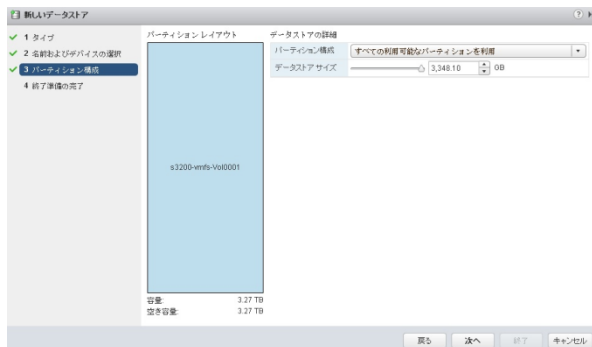 新しいデータストア
1 タイプ
2 名前およびデバイスの選択
3 パーティション構成
4 終了準備の完了
パーティション レイアウト
s3200-vmfs-Vol0001
容量: 3.27 TB
空き容量: 3.27 TB
データストアの詳細
パーティション構成 すべての利用可能なパーティションを利用
データストア サイズ 3,348.10 GB
戻る 次へ 終了 キャンセル